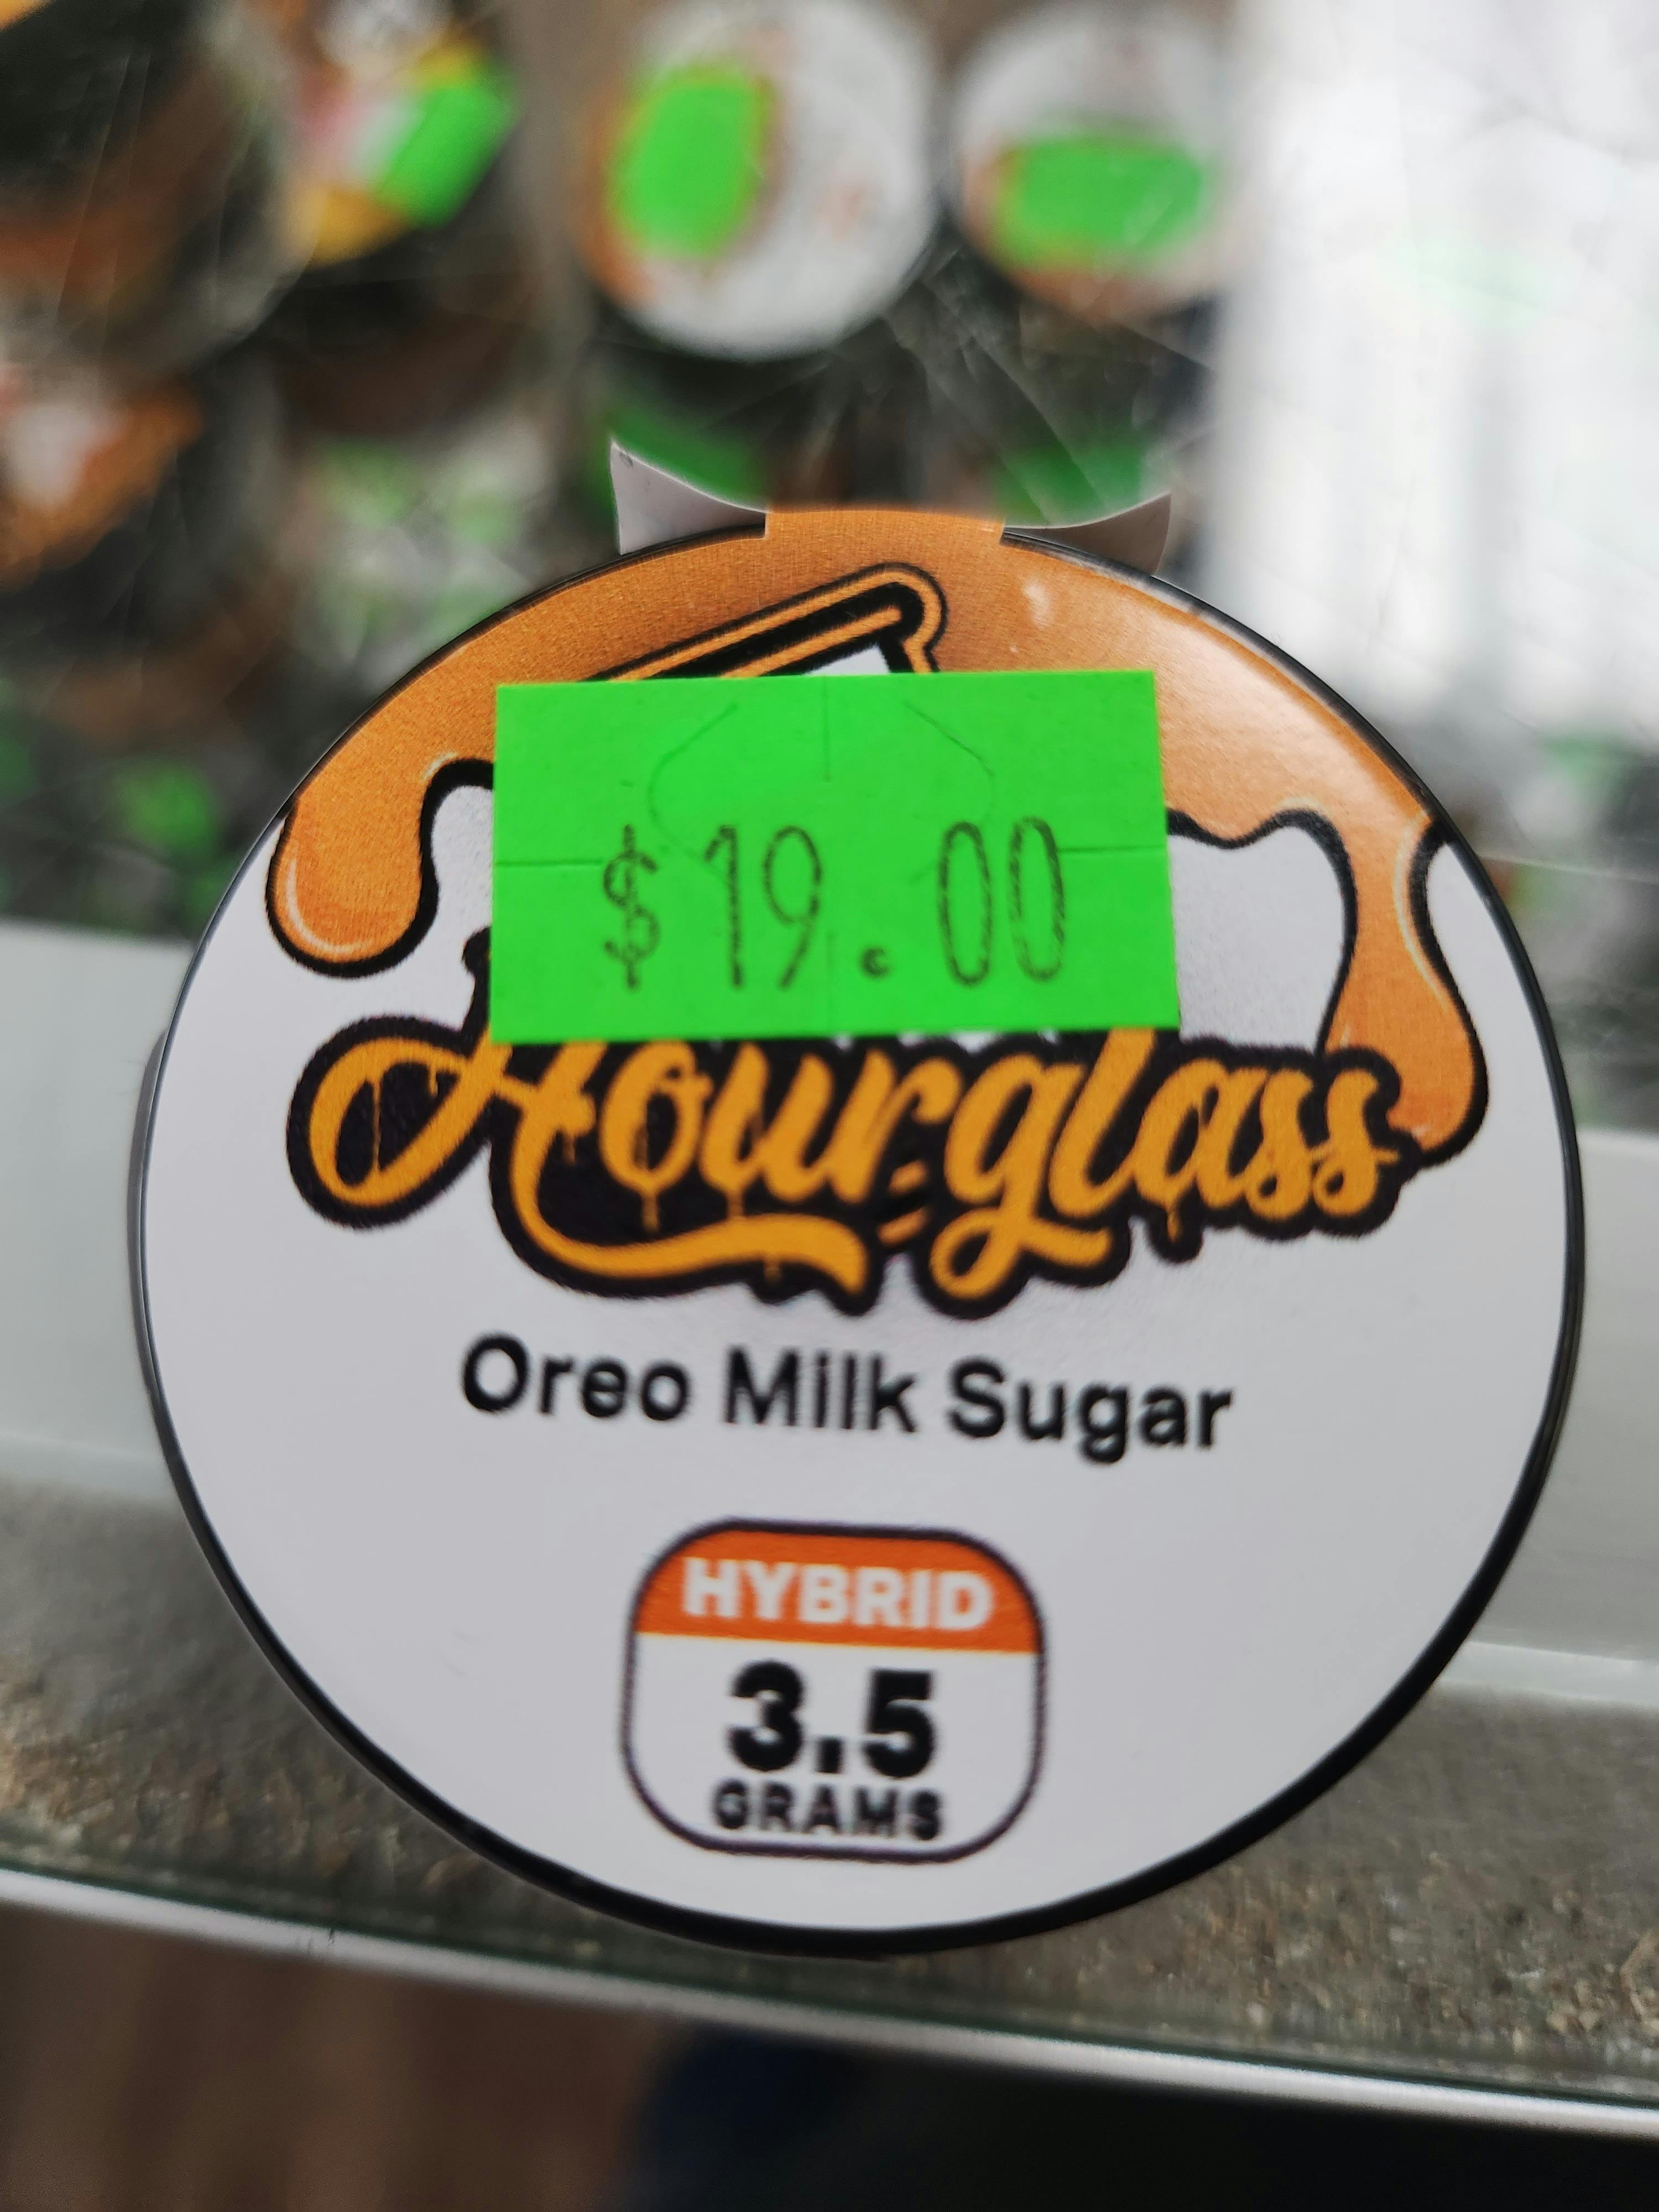 $19.00
Hourglass
Oreo Milk Sugar
HYBRID
3.5
GRAMS